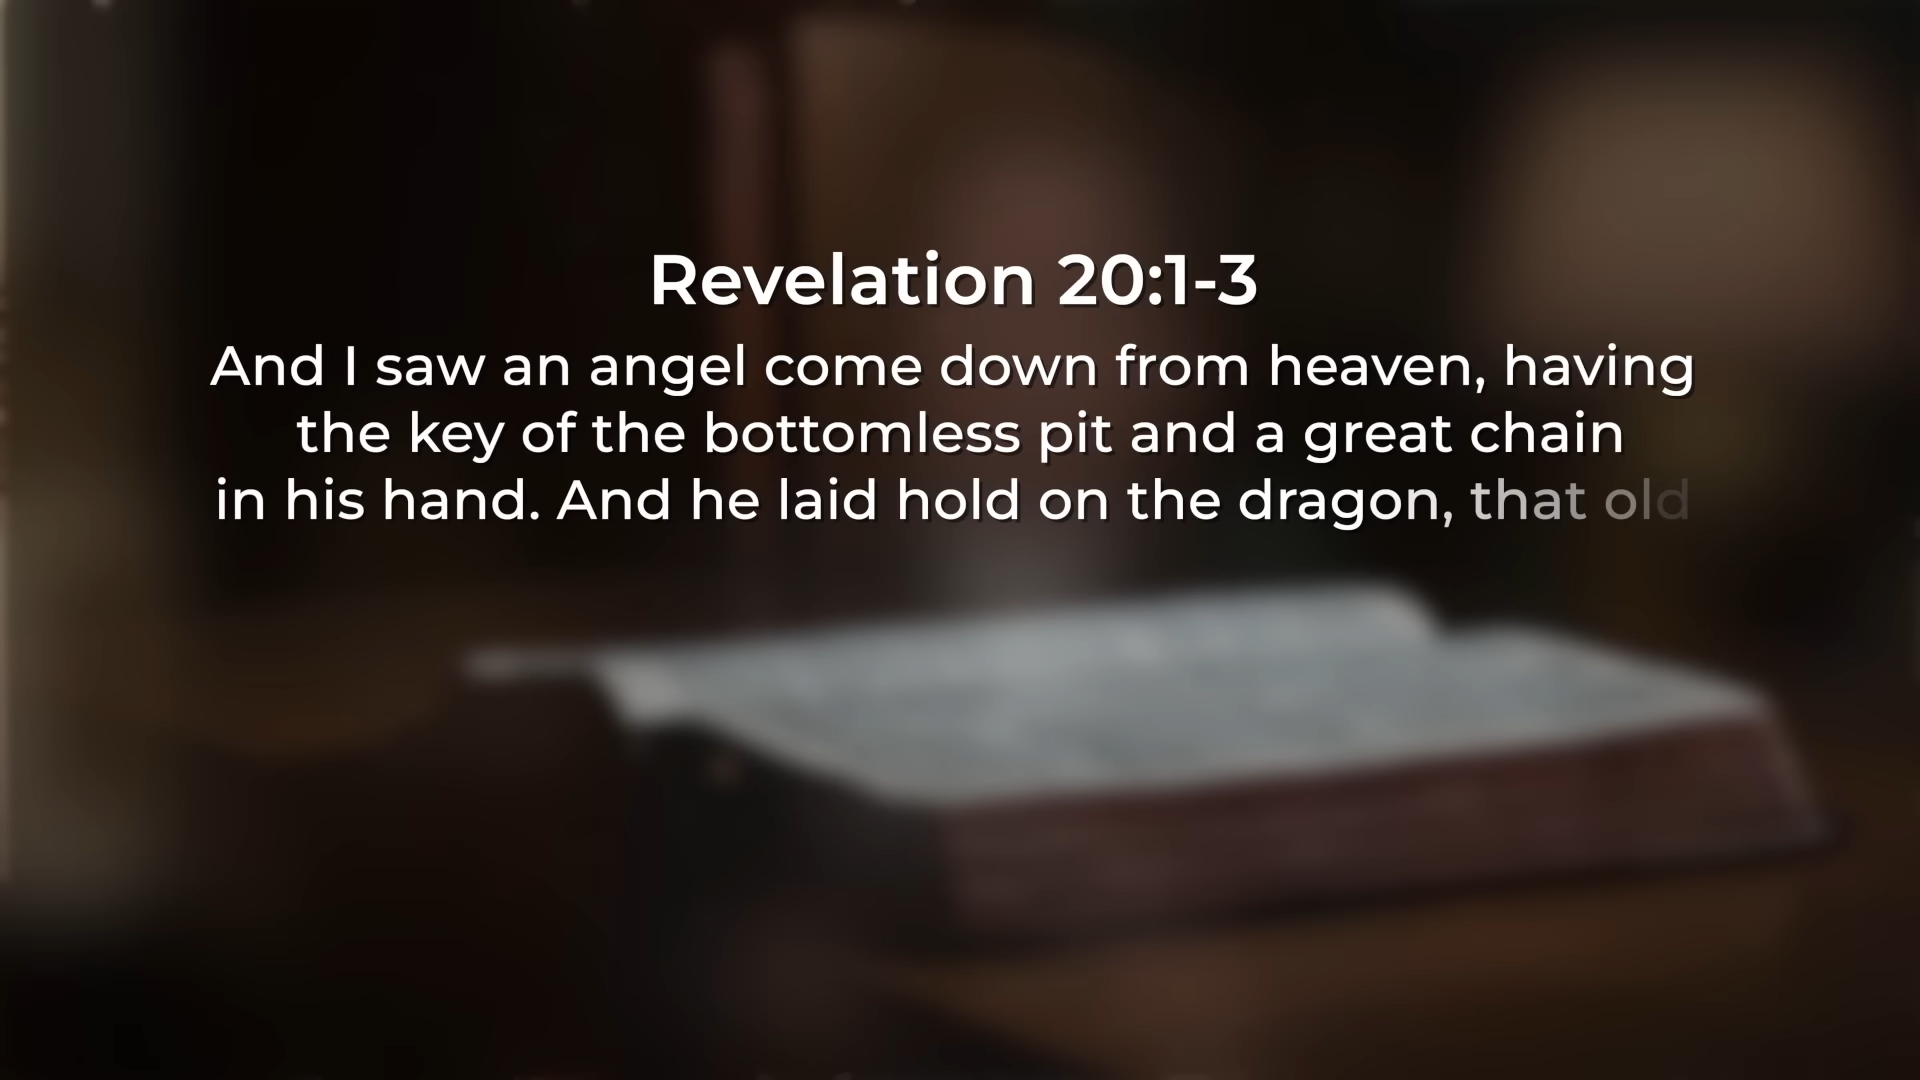 Revelation 20:1-3
And I saw an angel come down from heaven, having
the key of the bottomless pit and a great chain
in his hand. And he laid hold on the dragon, that old